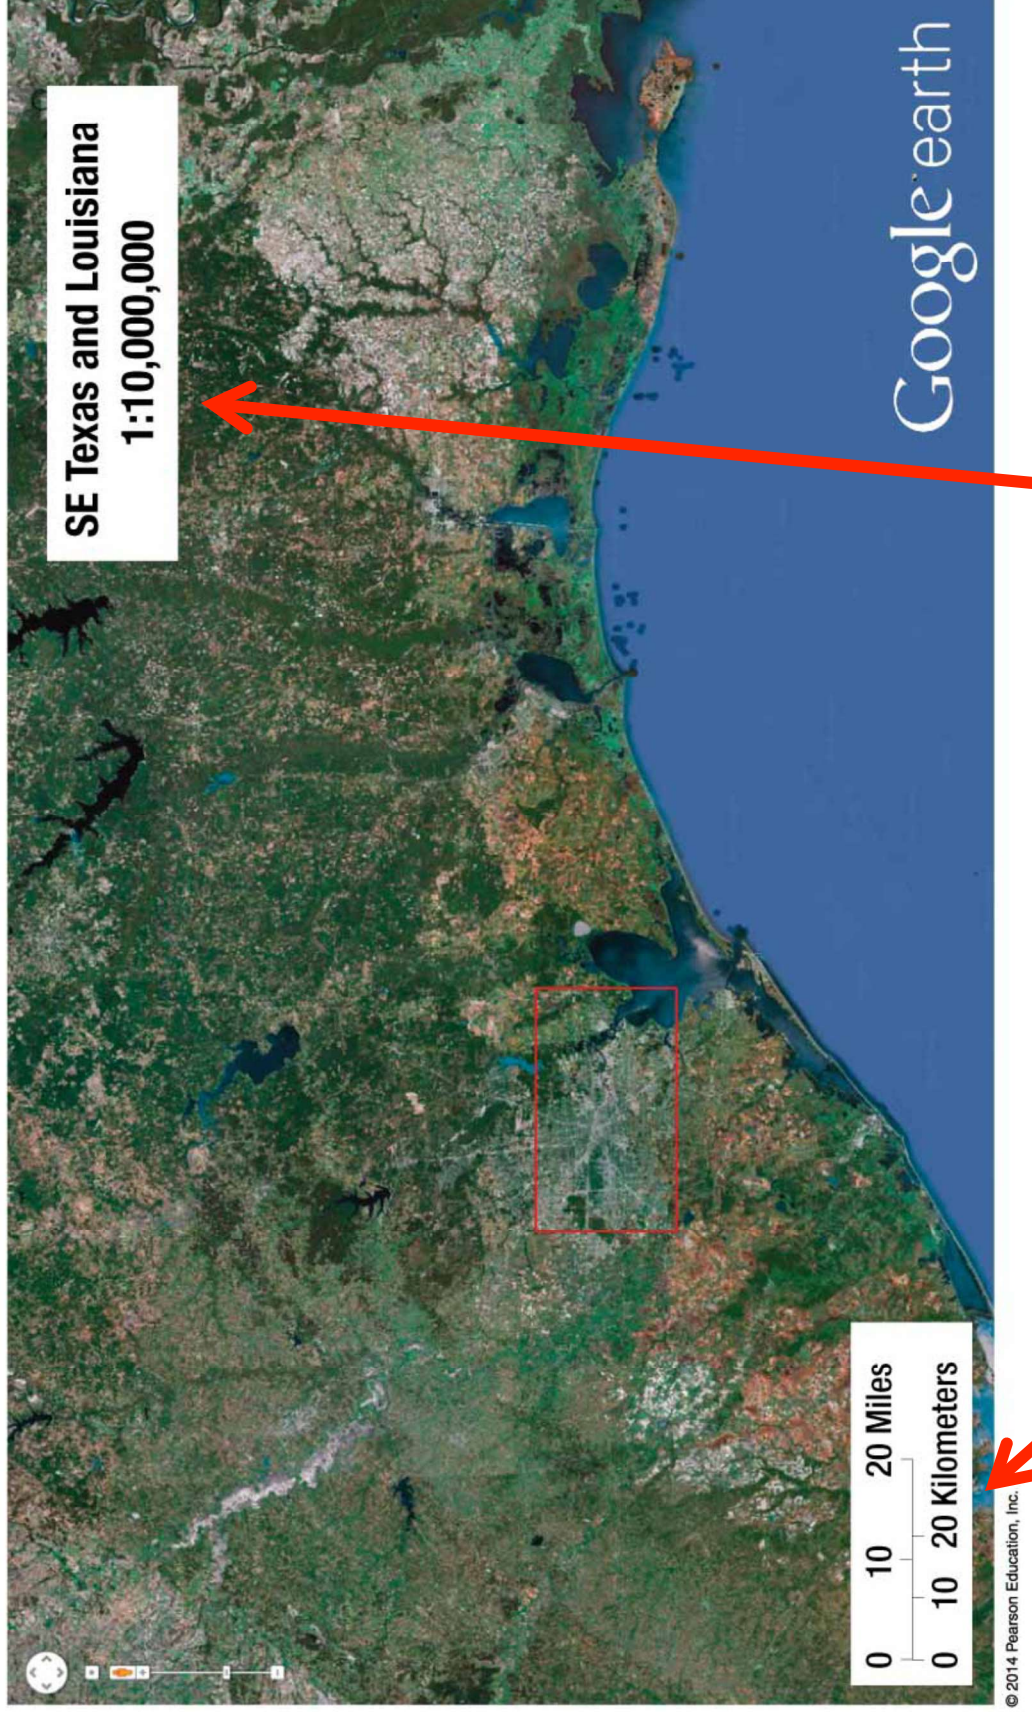 SE Texas and Louisiana
1:10,000,000
0 10 20 Miles
0 10 20 Kilometers
Google earth
© 2014 Pearson Education, Inc.